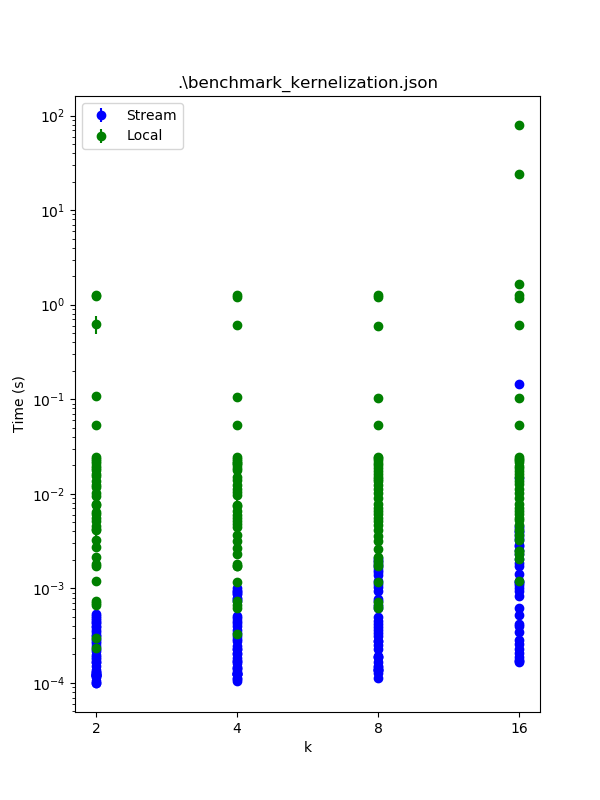 .\benchmark_kernelization.json
Stream
Local
10²
10¹
10⁰
10⁻¹
10⁻²
10⁻³
10⁻⁴
Time (s)
2 4 8 16
k